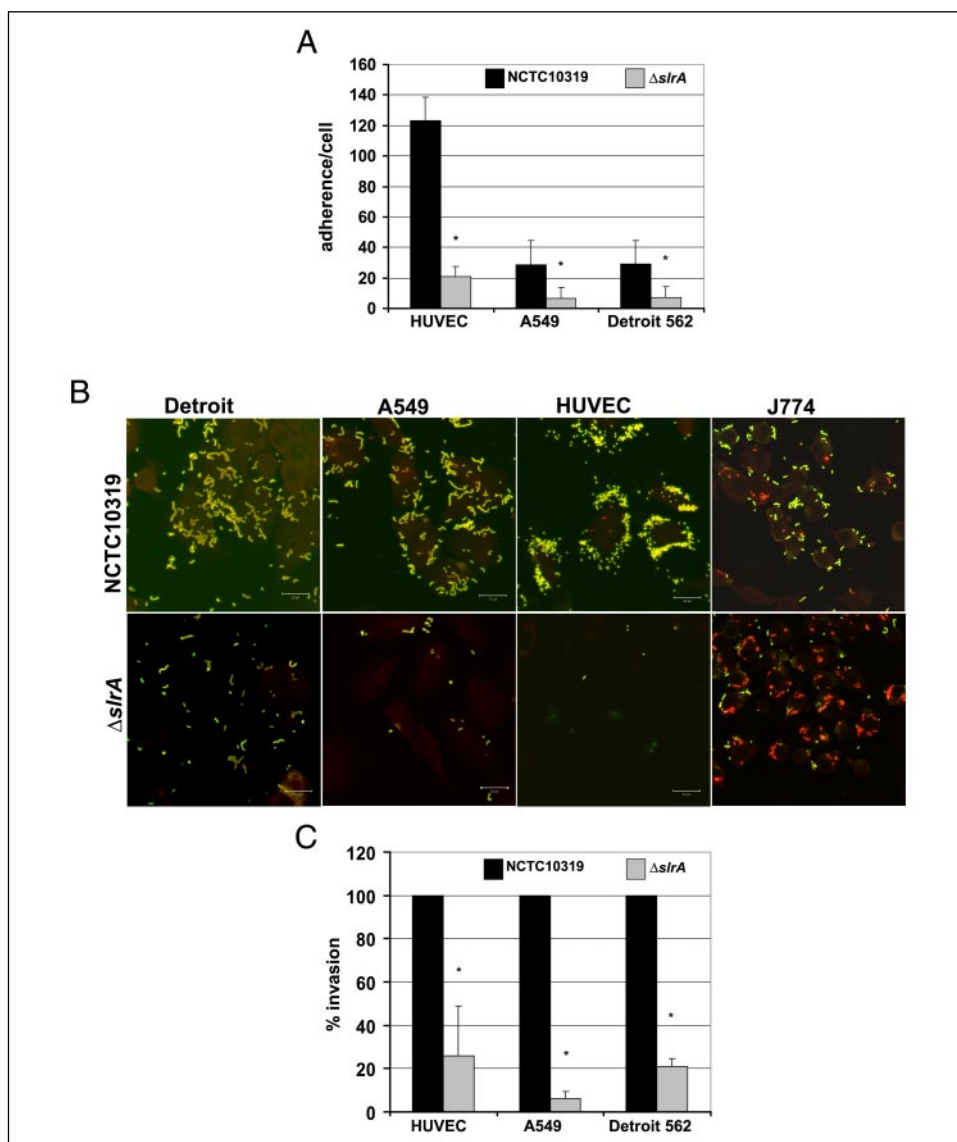 A
160
NCTC10319 ΔslrA
140
120
100
80
60
40
20
0
adherence/cell
* * *
HUVEC A549 Detroit 562
B
Detroit A549 HUVEC J774
NCTC10319
ΔslrA
C
120
NCTC10319 ΔslrA
100
80
60
40
20
0
% invasion
* * *
HUVEC A549 Detroit 562